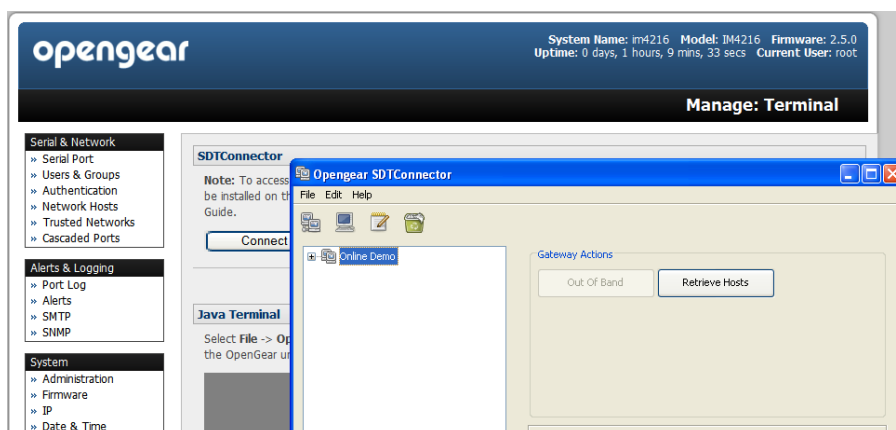 opengear
System Name: im4216 Model: IM4216 Firmware: 2.5.0
Uptime: 0 days, 1 hours, 9 mins, 33 secs Current User: root
Manage: Terminal
Serial & Network
» Serial Port
» Users & Groups
» Authentication
» Network Hosts
» Trusted Networks
» Cascaded Ports
Alerts & Logging
» Port Log
» Alerts
» SMTP
» SNMP
System
» Administration
» Firmware
» IP
» Date & Time
SDTConnector
Note: To access
be installed on th
Guide.
Connect
Java Terminal
Select File -> Op
the OpenGear un
Opengear SDTConnector
File Edit Help
Online Demo
Gateway Actions
Out Of Band
Retrieve Hosts